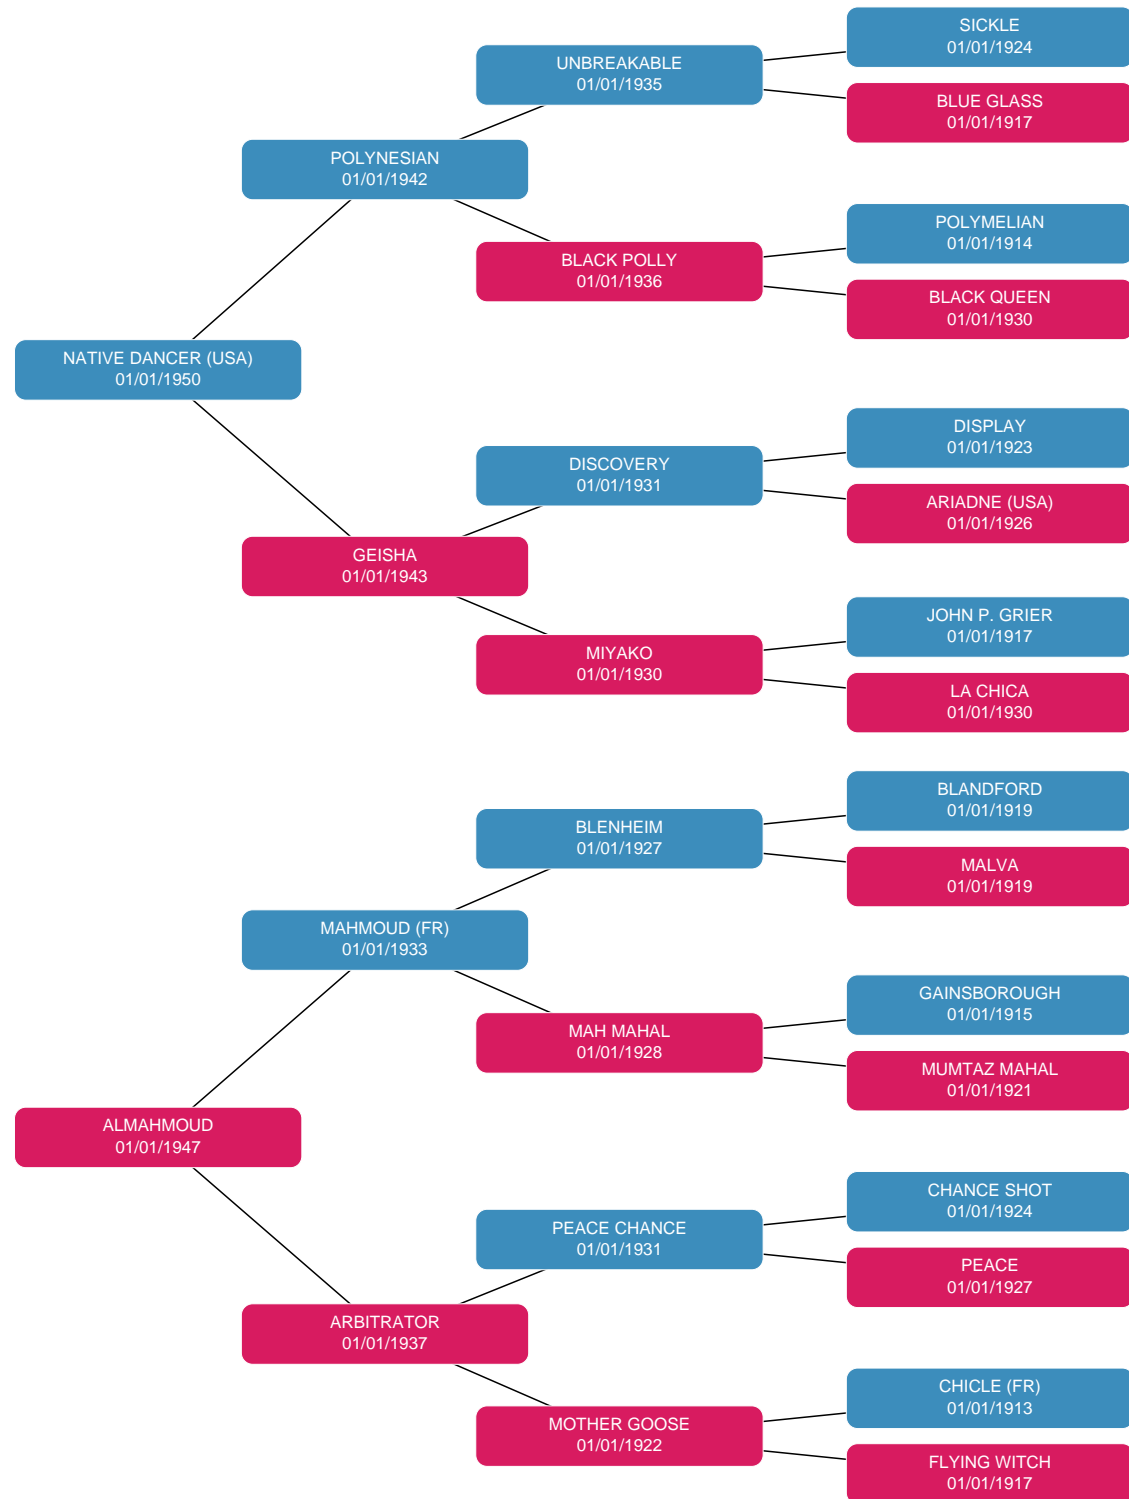 SICKLE
01/01/1924
UNBREAKABLE
01/01/1935
BLUE GLASS
01/01/1917
POLYNESIAN
01/01/1942
POLYMELIAN
01/01/1914
BLACK POLLY
01/01/1936
BLACK QUEEN
01/01/1930
NATIVE DANCER (USA)
01/01/1950
DISPLAY
01/01/1923
DISCOVERY
01/01/1931
ARIADNE (USA)
01/01/1926
GEISHA
01/01/1943
JOHN P. GRIER
01/01/1917
MIYAKO
01/01/1930
LA CHICA
01/01/1930
BLANDFORD
01/01/1919
BLENHEIM
01/01/1927
MALVA
01/01/1919
MAHMOUD (FR)
01/01/1933
GAINSBOROUGH
01/01/1915
MAH MAHAL
01/01/1928
MUMTAZ MAHAL
01/01/1921
ALMAHMOUD
01/01/1947
CHANCE SHOT
01/01/1924
PEACE CHANCE
01/01/1931
PEACE
01/01/1927
ARBITRATOR
01/01/1937
CHICLE (FR)
01/01/1913
MOTHER GOOSE
01/01/1922
FLYING WITCH
01/01/1917